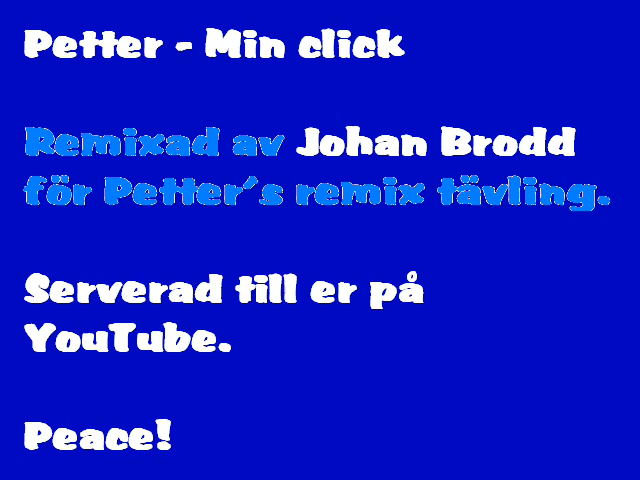 Petter - Min click
Remixad av Johan Brodd
för Petter's remix tävling.
Serverad till er på
YouTube.
Peace!